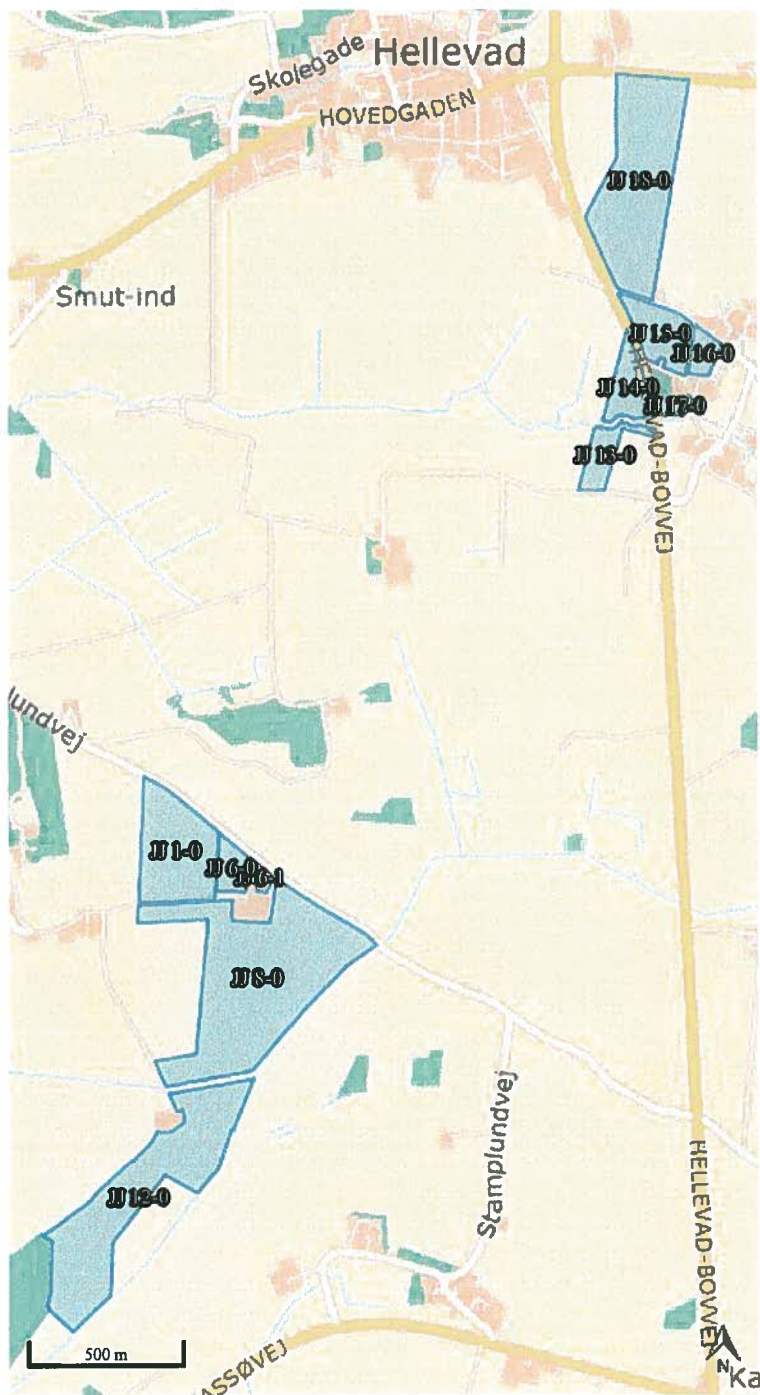 Hellevad
Skolegade
HOVEDGADEN
JJ 18-0
Smut-ind
JJ 15-0
JJ 16-0
JJ 14-0
JJ 17-0
JJ 13-0
HELLEVAD-BOVVEJ
lundvej
JJ 1-0
JJ 6-0
JJ 6-1
JJ 8-0
Stamplundvej
JJ 12-0
HELLEVAD-BOVVEJ
500 m
ASSØVEJ
N
Ka